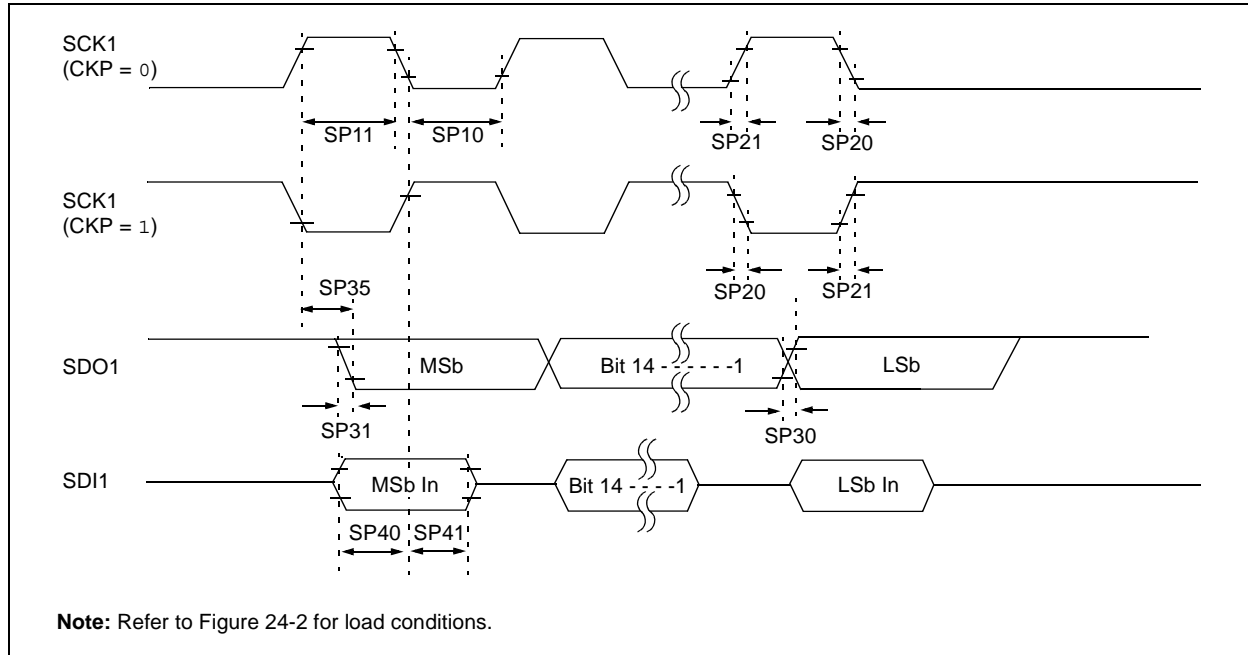 SCK1
(CKP = 0)
SP11
SP10
SP21
SP20
SCK1
(CKP = 1)
SP35
SP20
SP21
SDO1
MSb
Bit 14 - - - - - -1
LSb
SP31
SP30
SDI1
MSb In
Bit 14 - - - -1
LSb In
SP40
SP41
Note: Refer to Figure 24-2 for load conditions.